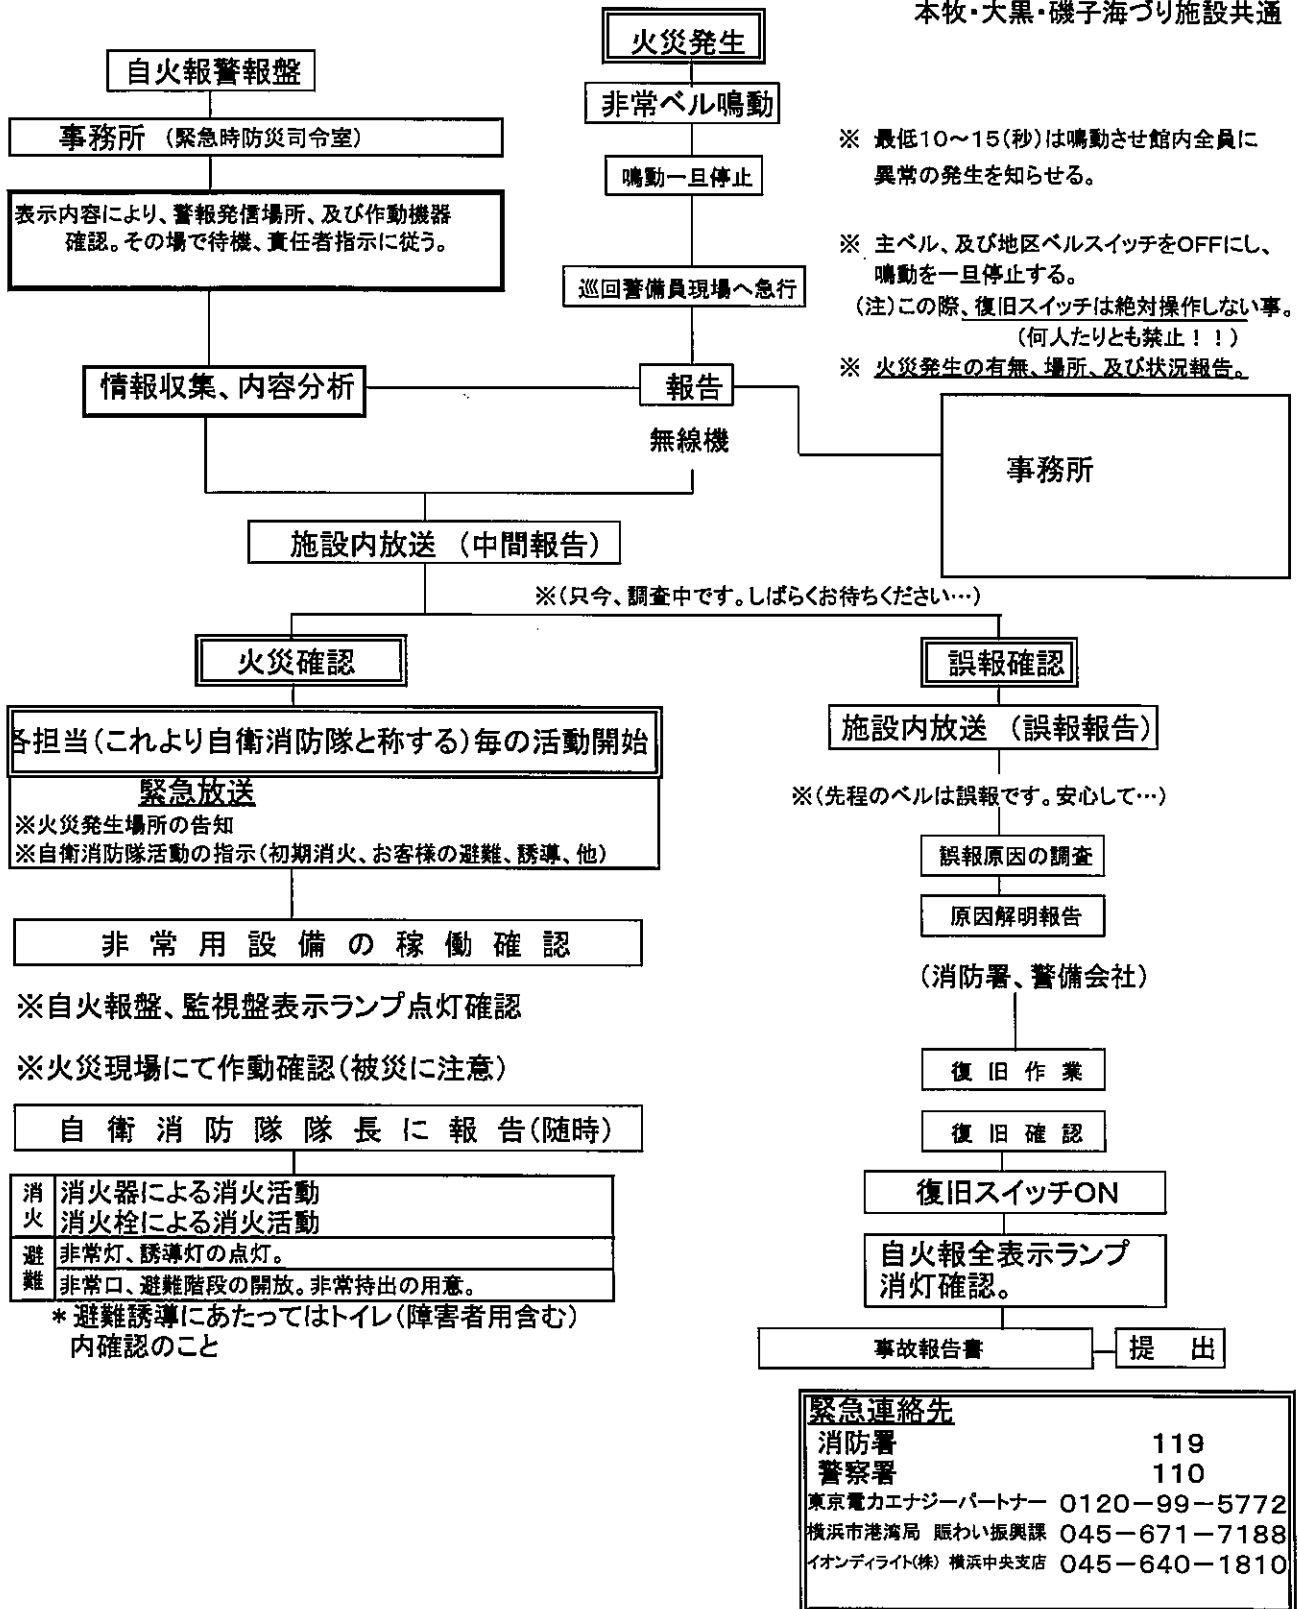 本牧・大黒・磯子海づり施設共通
火災発生
自火報警報盤
非常ベル鳴動
事務所 (緊急時防災司令室)
※ 最低10～15(秒)は鳴動させ館内全員に
異常の発生を知らせる。
鳴動一旦停止
表示内容により、警報発信場所、及び作動機器
確認。その場で待機、責任者指示に従う。
※ 主ベル、及び地区ベルスイッチをOFFにし、
鳴動を一旦停止する。
巡回警備員現場へ急行
(注)この際、復旧スイッチは絶対操作しない事。
(何人たりとも禁止！！)
※ 火災発生の有無、場所、及び状況報告。
情報収集、内容分析
報告
無線機
事務所
施設内放送 (中間報告)
※(只今、調査中です。しばらくお待ちください…)
火災確認
誤報確認
各担当(これより自衛消防隊と称する)毎の活動開始
緊急放送
※火災発生場所の告知
※自衛消防隊活動の指示(初期消火、お客様の避難、誘導、他)
施設内放送 (誤報報告)
※(先程のベルは誤報です。安心して…)
誤報原因の調査
原因解明報告
非常用設備の稼働確認
(消防署、警備会社)
※自火報盤、監視盤表示ランプ点灯確認
※火災現場にて作動確認(被災に注意)
復旧作業
自衛消防隊隊長に報告(随時)
復旧確認
消火 消火器による消火活動
消火栓による消火活動
避難 非常灯、誘導灯の点灯。
非常口、避難階段の開放。非常持出の用意。
＊避難誘導にあたってはトイレ(障害者用含む)
内確認のこと
復旧スイッチON
自火報全表示ランプ
消灯確認。
事故報告書
提 出
緊急連絡先
消防署 119
警察署 110
東京電力エナジーパートナー 0120－99－5772
横浜市港湾局 賑わい振興課 045－671－7188
イオンディライト(株) 横浜中央支店 045－640－1810